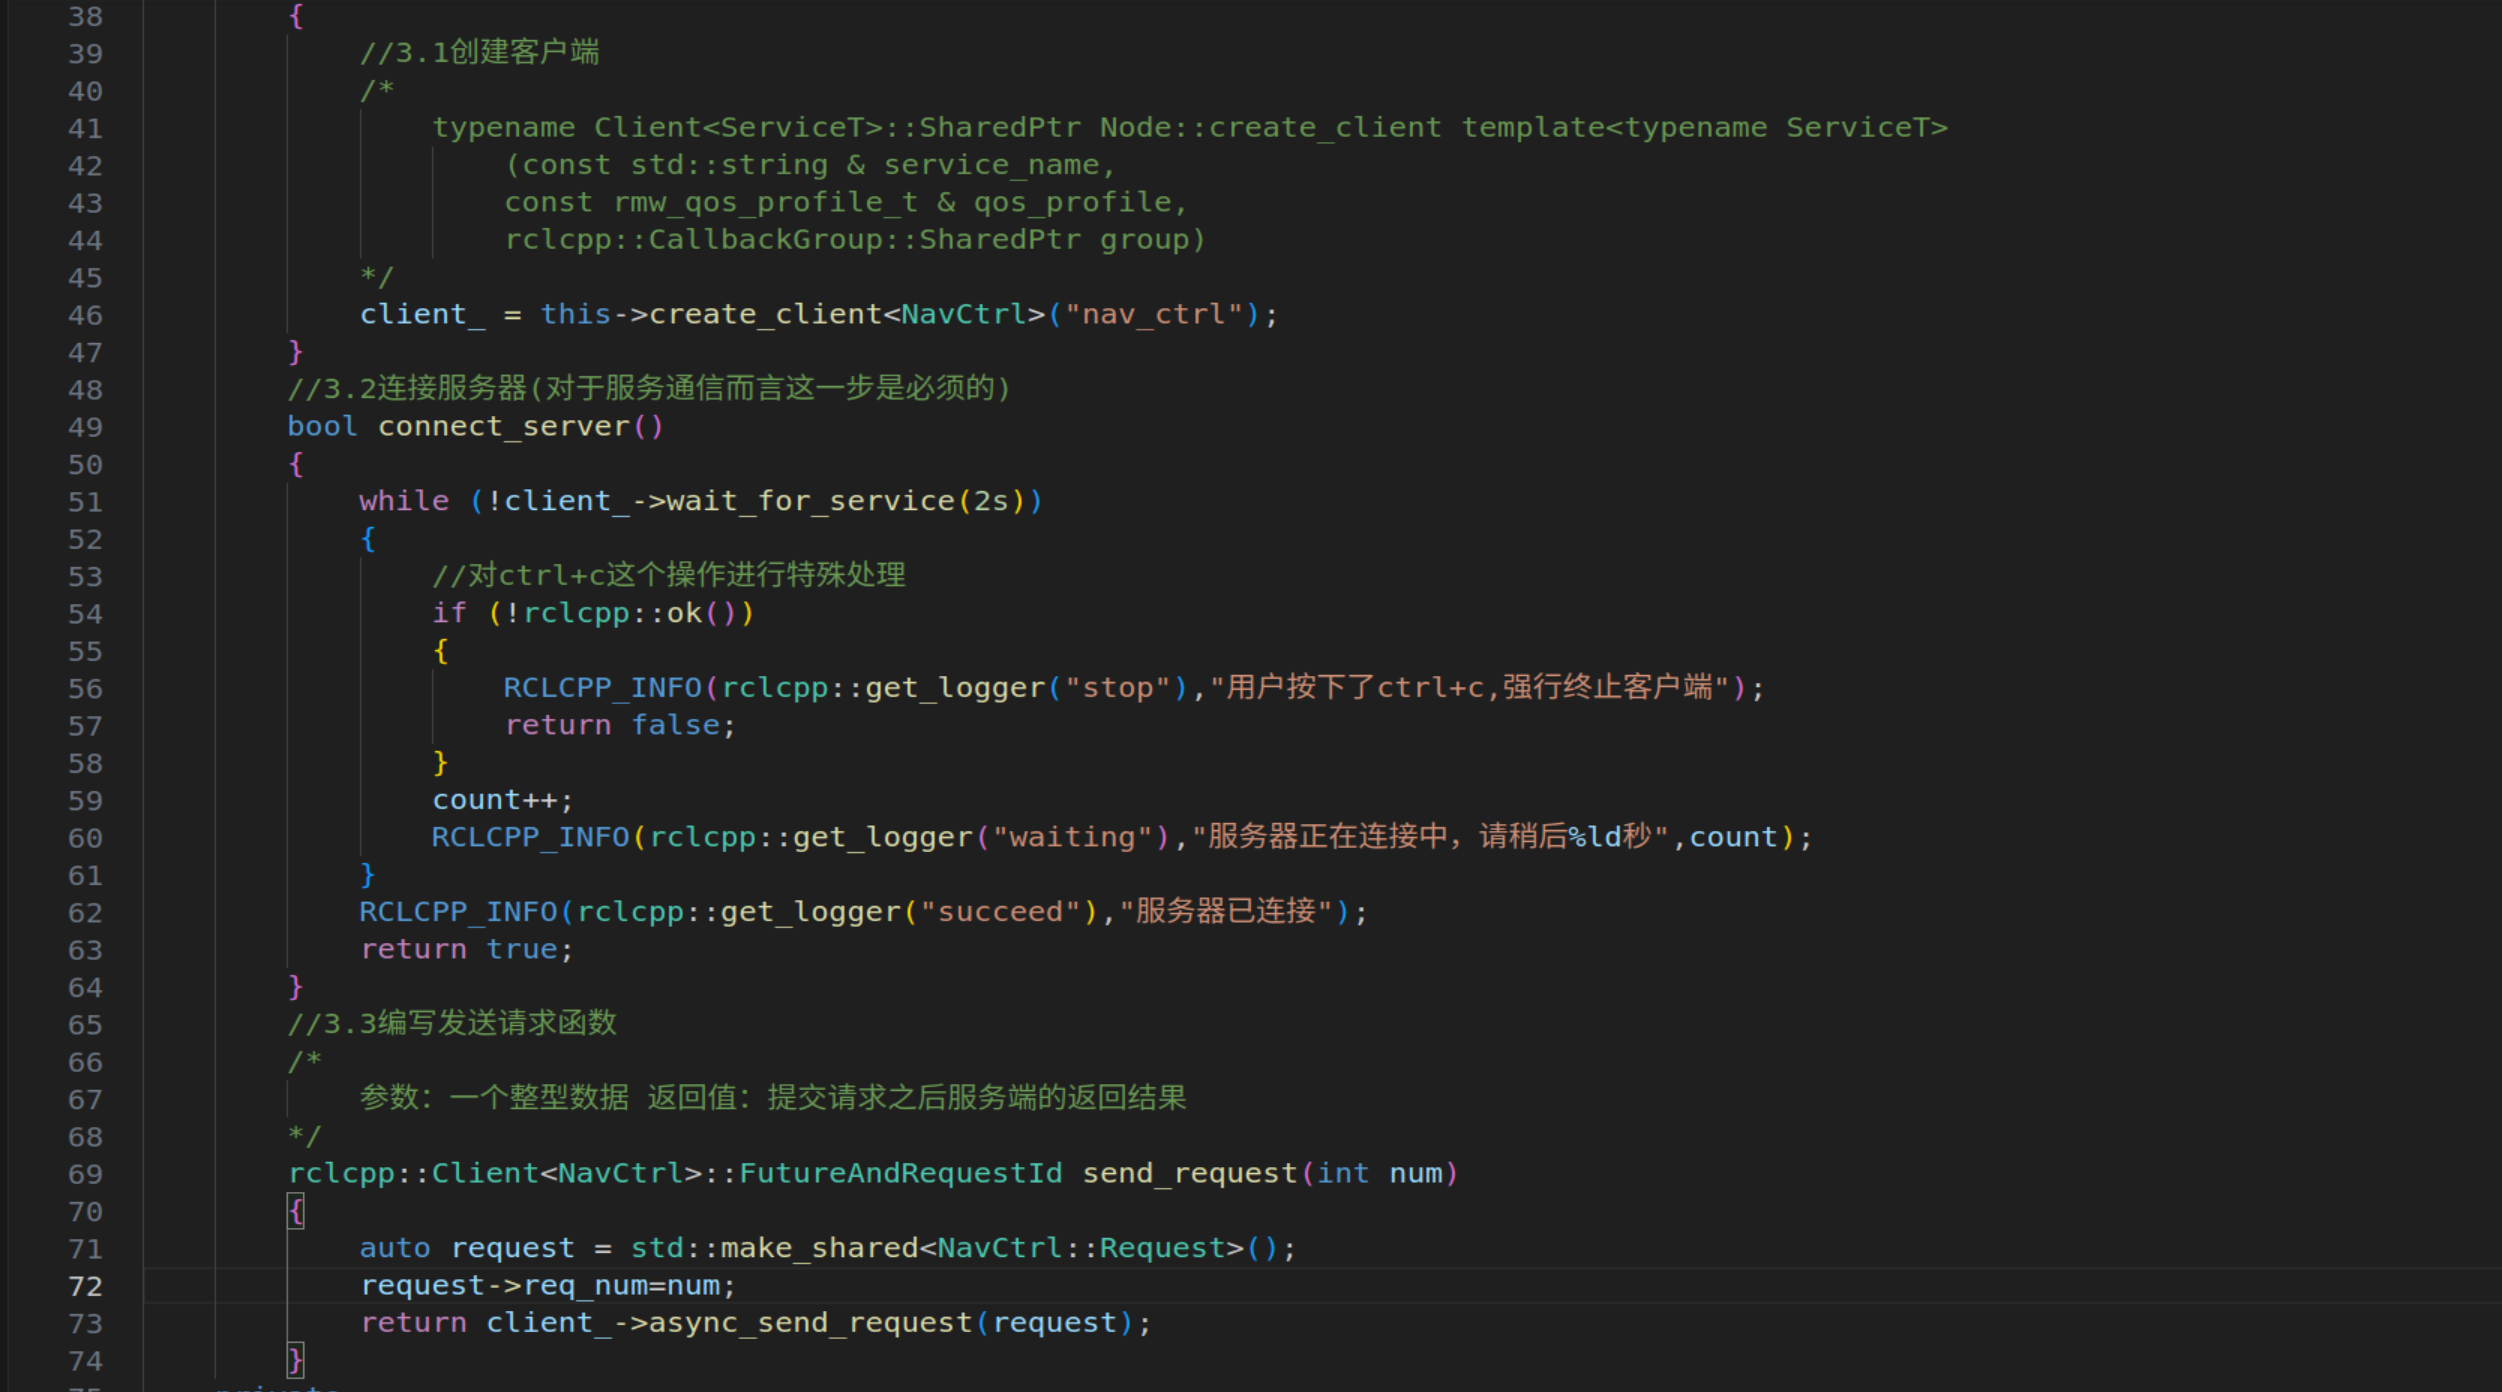 38 {
39 //3.1创建客户端
40 /*
41 typename Client<ServiceT>::SharedPtr Node::create_client template<typename ServiceT>
42 (const std::string & service_name,
43 const rmw_qos_profile_t & qos_profile,
44 rclcpp::CallbackGroup::SharedPtr group)
45 */
46 client_ = this->create_client<NavCtrl>("nav_ctrl");
47 }
48 //3.2连接服务器(对于服务通信而言这一步是必须的)
49 bool connect_server()
50 {
51 while (!client_->wait_for_service(2s))
52 {
53 //对ctrl+c这个操作进行特殊处理
54 if (!rclcpp::ok())
55 {
56 RCLCPP_INFO(rclcpp::get_logger("stop"),"用户按下了ctrl+c,强行终止客户端");
57 return false;
58 }
59 count++;
60 RCLCPP_INFO(rclcpp::get_logger("waiting"),"服务器正在连接中，请稍后%ld秒",count);
61 }
62 RCLCPP_INFO(rclcpp::get_logger("succeed"),"服务器已连接");
63 return true;
64 }
65 //3.3编写发送请求函数
66 /*
67 参数：一个整型数据 返回值：提交请求之后服务端的返回结果
68 */
69 rclcpp::Client<NavCtrl>::FutureAndRequestId send_request(int num)
70 {
71 auto request = std::make_shared<NavCtrl::Request>();
72 request->req_num=num;
73 return client_->async_send_request(request);
74 }